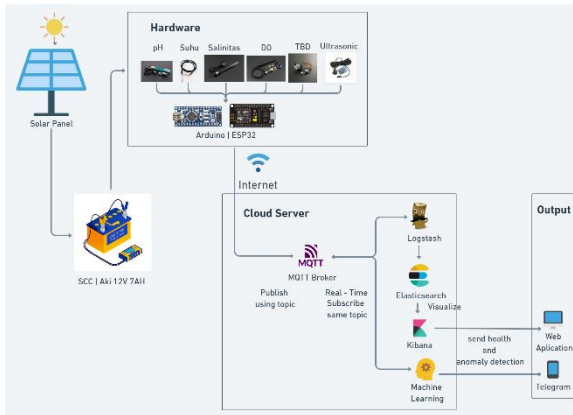 Hardware
pH Suhu Salinitas DO TBD Ultrasonic
Solar Panel
Arduino | ESP32
Internet
SCC | Aki 12V 7AH
Cloud Server
Output
Logstash
MQTT
MQTT Broker
Publish
using topic
Real - Time
Subscribe
same topic
Elasticsearch
Visualize
Kibana
send health
and
anomaly detection
Web
Aplication
Machine
Learning
Telegram